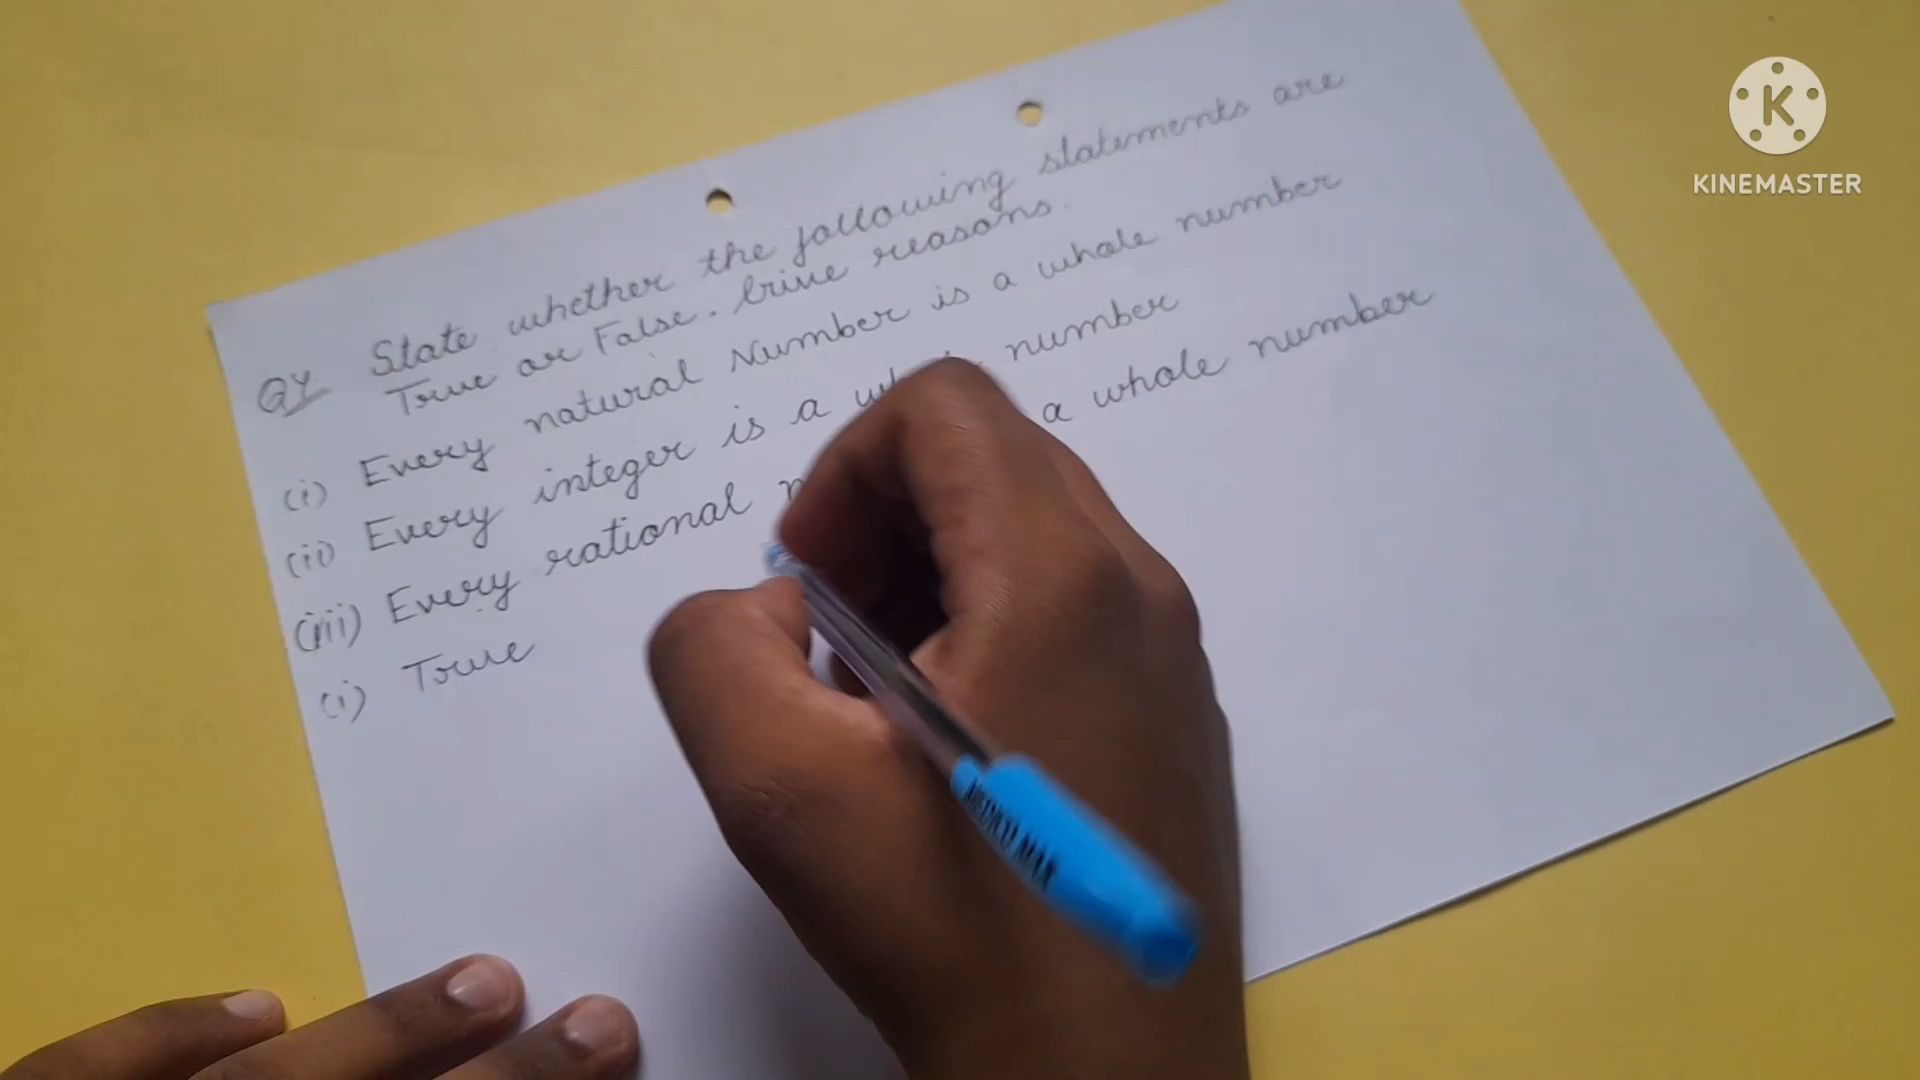 Q4 State whether the following statements are
True or False. Give reasons.
(i) Every natural Number is a whole number
(ii) Every integer is a number
(iii) Every rational a whole number
(i) True
K
KINEMASTER
MAX